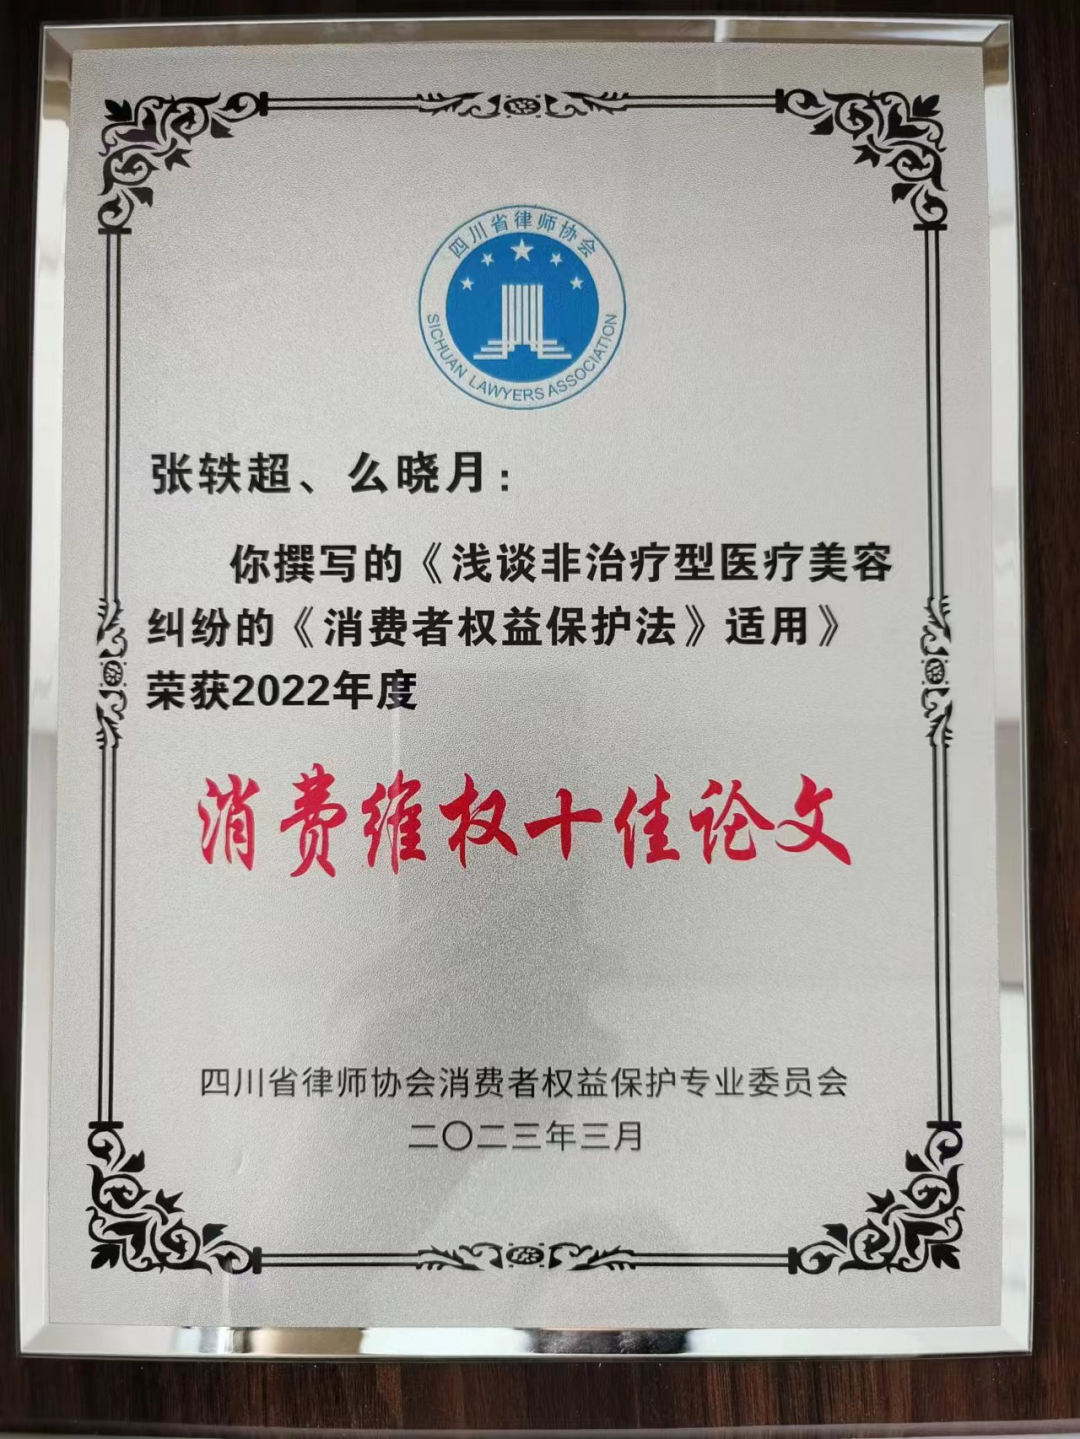 四川省律师协会
SICHUAN LAWYERS ASSOCIATION
张轶超、么晓月：
你撰写的《浅谈非治疗型医疗美容
纠纷的《消费者权益保护法》适用》
荣获2022年度
消费维权十佳论文
四川省律师协会消费者权益保护专业委员会
二〇二三年三月